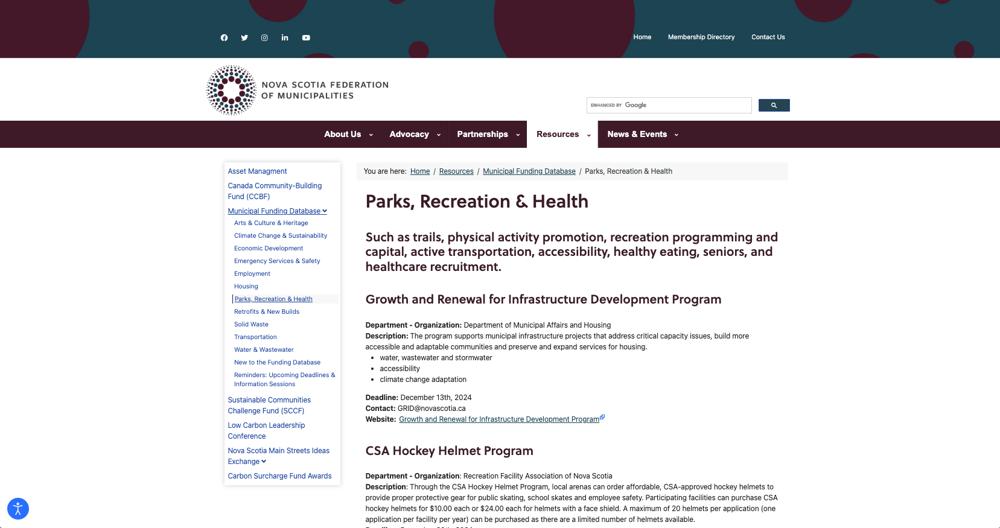 Home Membership Directory Contact Us
NOVA SCOTIA FEDERATION
OF MUNICIPALITIES
ENHANCED BY Google
About Us Advocacy Partnerships Resources News & Events
Asset Managment
Canada Community-Building
Fund (CCBF)
Municipal Funding Database
Arts & Culture & Heritage
Climate Change & Sustainability
Economic Development
Emergency Services & Safety
Employment
Housing
Parks, Recreation & Health
Retrofits & New Builds
Solid Waste
Transportation
Water & Wastewater
New to the Funding Database
Reminders: Upcoming Deadlines &
Information Sessions
Sustainable Communities
Challenge Fund (SCCF)
Low Carbon Leadership
Conference
Nova Scotia Main Streets Ideas
Exchange
Carbon Surcharge Fund Awards
You are here: Home / Resources / Municipal Funding Database / Parks, Recreation & Health
Parks, Recreation & Health
Such as trails, physical activity promotion, recreation programming and
capital, active transportation, accessibility, healthy eating, seniors, and
healthcare recruitment.
Growth and Renewal for Infrastructure Development Program
Department - Organization: Department of Municipal Affairs and Housing
Description: The program supports municipal infrastructure projects that address critical capacity issues, build more
accessible and adaptable communities and preserve and expand services for housing.
• water, wastewater and stormwater
• accessibility
• climate change adaptation
Deadline: December 13th, 2024
Contact: GRID@novascotia.ca
Website: Growth and Renewal for Infrastructure Development Program
CSA Hockey Helmet Program
Department - Organization: Recreation Facility Association of Nova Scotia
Description: Through the CSA Hockey Helmet Program, local arenas can order affordable, CSA-approved hockey helmets to
provide proper protective gear for public skating, school skates and employee safety. Participating facilities can purchase CSA
hockey helmets for $10.00 each or $24.00 each for helmets with a face shield. A maximum of 20 helmets per application (one
application per facility per year) can be purchased as there are a limited number of helmets available.